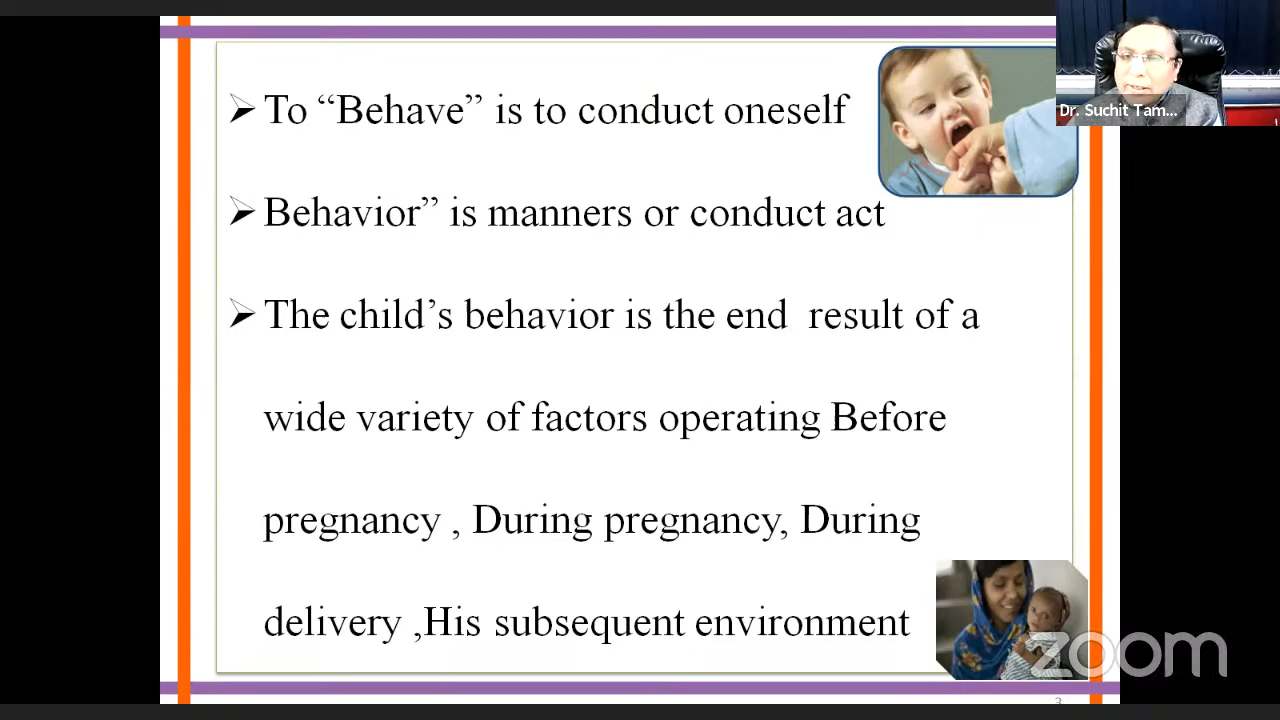 ➢ To “Behave” is to conduct oneself
➢ Behavior” is manners or conduct act
➢ The child’s behavior is the end result of a
wide variety of factors operating Before
pregnancy , During pregnancy, During
delivery ,His subsequent environment
Dr. Suchit Tam...
zoom
3